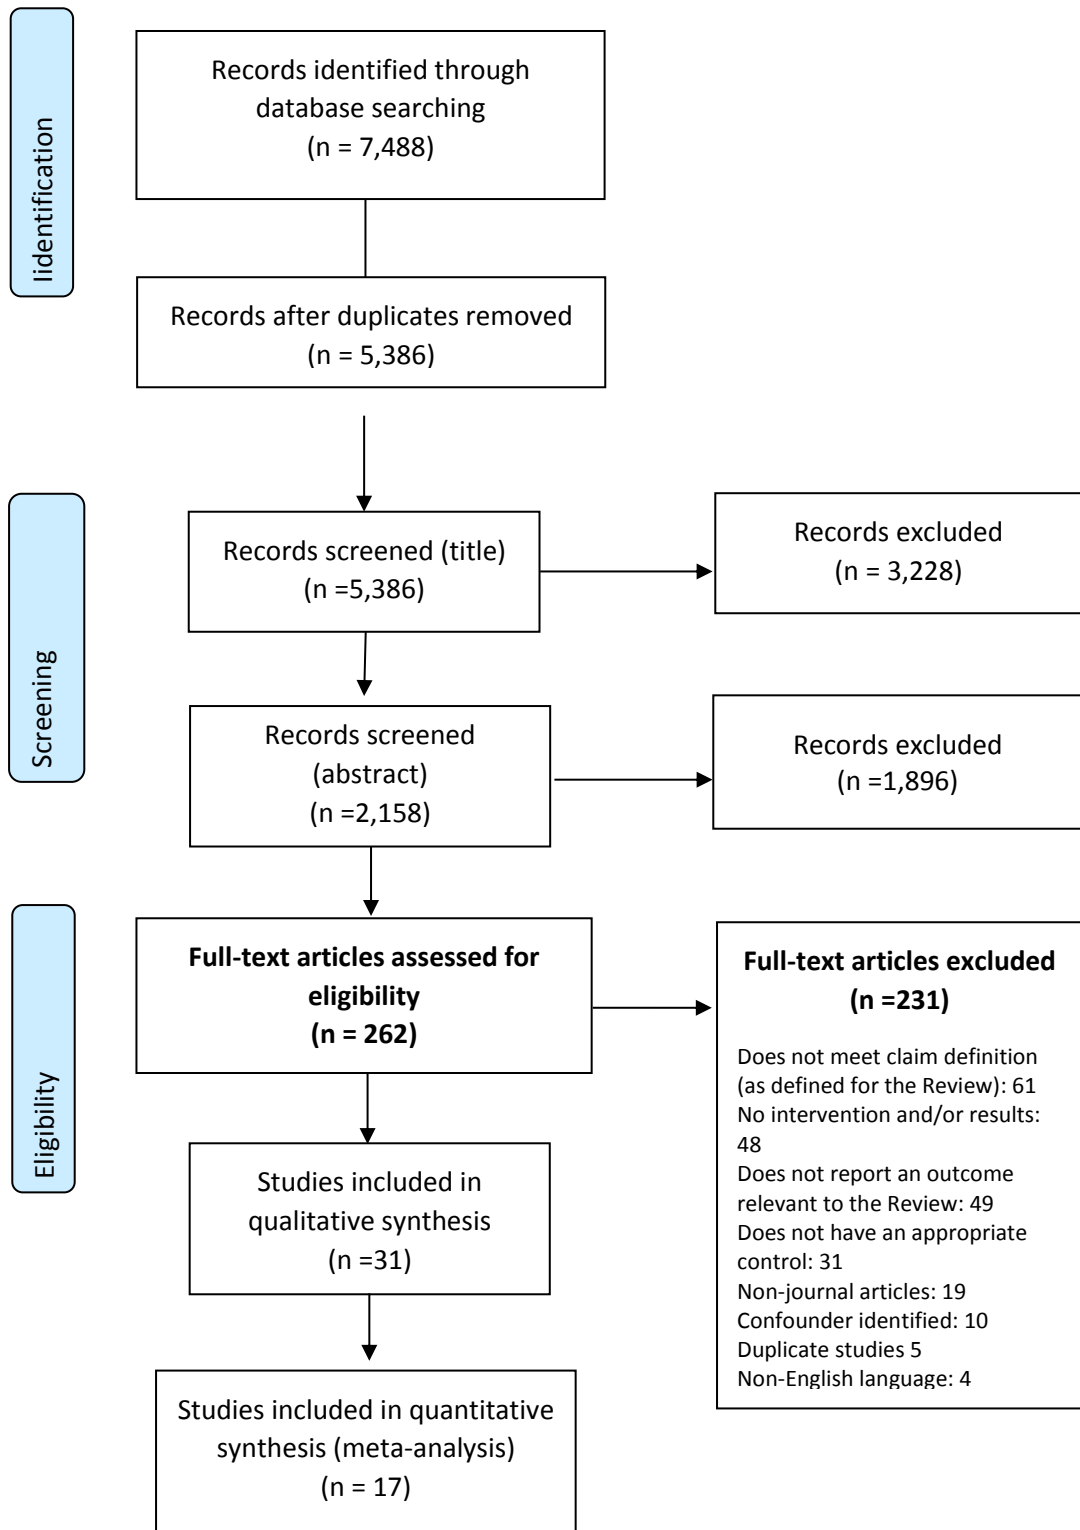 Iidentification
Records identified through
database searching
(n = 7,488)
Records after duplicates removed
(n = 5,386)
Screening
Records screened (title)
(n =5,386)
Records excluded
(n = 3,228)
Records screened
(abstract)
(n =2,158)
Records excluded
(n =1,896)
Eligibility
Full-text articles assessed for
eligibility
(n = 262)
Full-text articles excluded
(n =231)
Does not meet claim definition
(as defined for the Review): 61
No intervention and/or results:
48
Does not report an outcome
relevant to the Review: 49
Does not have an appropriate
control: 31
Non-journal articles: 19
Confounder identified: 10
Duplicate studies 5
Non-English language: 4
Studies included in
qualitative synthesis
(n =31)
Studies included in quantitative
synthesis (meta-analysis)
(n = 17)